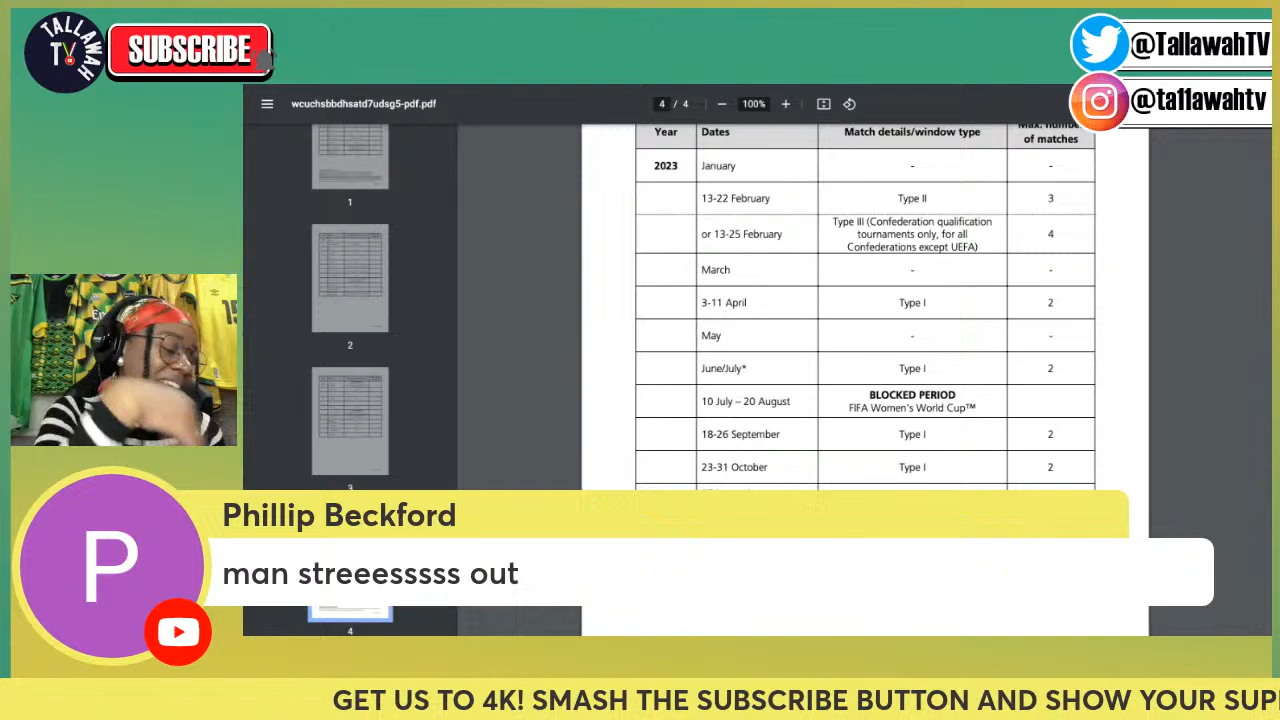 TALLAWAH
TV
SUBSCRIBE
@TallawahTV
@ta11awahtv
wcuchsbbdhsatd7udsg5-pdf.pdf
4 / 4
100%
Year Dates Match details/window type Max. number of matches
2023 January - -
13-22 February Type II 3
or 13-25 February Type III (Confederation qualification tournaments only, for all Confederations except UEFA) 4
March - -
3-11 April Type I 2
May - -
June/July* Type I 2
10 July – 20 August BLOCKED PERIOD
FIFA Women's World Cup™
18-26 September Type I 2
23-31 October Type I 2
1
2
3
4
P
Phillip Beckford
man streeesssss out
GET US TO 4K! SMASH THE SUBSCRIBE BUTTON AND SHOW YOUR SUP